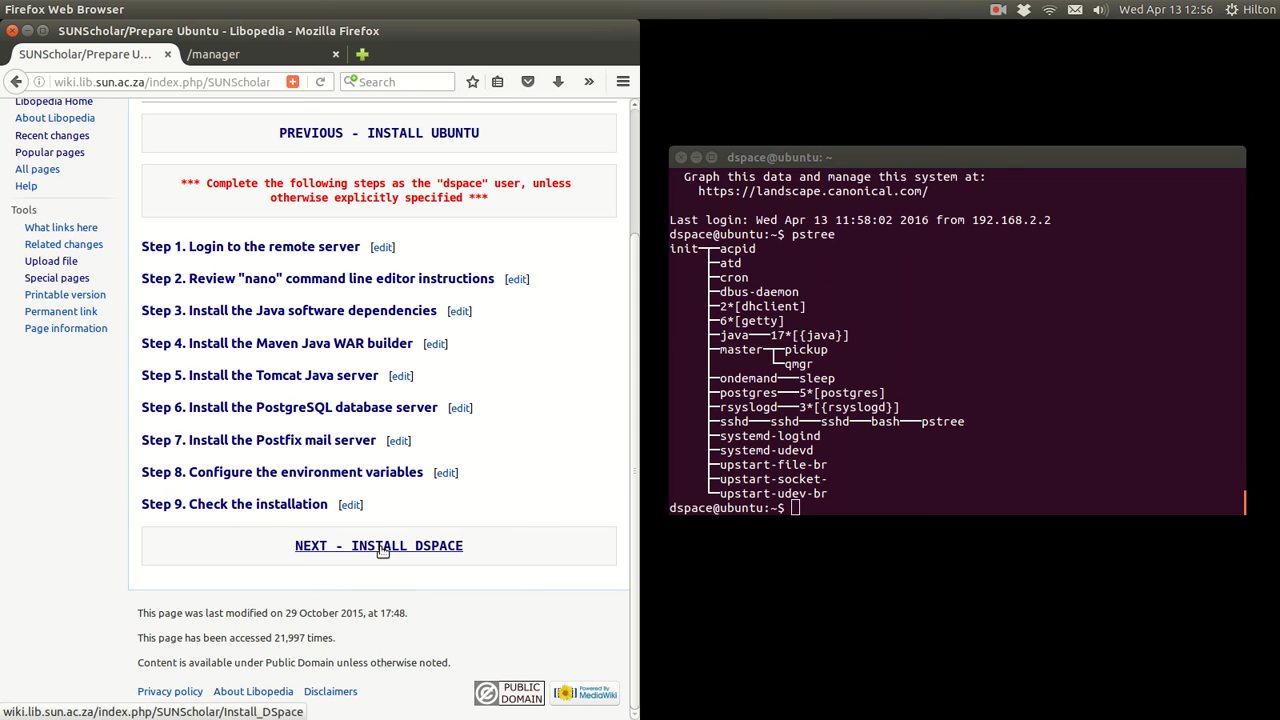 Firefox Web Browser
Wed Apr 13 12:56
Hilton
SUNScholar/Prepare Ubuntu - Libopedia - Mozilla Firefox
SUNScholar/Prepare U... ×
/manager ×
wiki.lib.sun.ac.za/index.php/SUNScholar
Search
Libopedia Home
About Libopedia
Recent changes
Popular pages
All pages
Help
Tools
What links here
Related changes
Upload file
Special pages
Printable version
Permanent link
Page information
PREVIOUS - INSTALL UBUNTU
*** Complete the following steps as the "dspace" user, unless
otherwise explicitly specified ***
Step 1. Login to the remote server [edit]
Step 2. Review "nano" command line editor instructions [edit]
Step 3. Install the Java software dependencies [edit]
Step 4. Install the Maven Java WAR builder [edit]
Step 5. Install the Tomcat Java server [edit]
Step 6. Install the PostgreSQL database server [edit]
Step 7. Install the Postfix mail server [edit]
Step 8. Configure the environment variables [edit]
Step 9. Check the installation [edit]
NEXT - INSTALL DSPACE
This page was last modified on 29 October 2015, at 17:48.
This page has been accessed 21,997 times.
Content is available under Public Domain unless otherwise noted.
Privacy policy About Libopedia Disclaimers
PUBLIC
DOMAIN
Powered By
MediaWiki
wiki.lib.sun.ac.za/index.php/SUNScholar/Install_DSpace
dspace@ubuntu: ~
Graph this data and manage this system at:
https://landscape.canonical.com/
Last login: Wed Apr 13 11:58:02 2016 from 192.168.2.2
dspace@ubuntu:~$ pstree
init─┬─acpid
├─atd
├─cron
├─dbus-daemon
├─2*[dhclient]
├─6*[getty]
├─java───17*[{java}]
├─master─┬─pickup
│ └─qmgr
├─ondemand───sleep
├─postgres───5*[postgres]
├─rsyslogd───3*[{rsyslogd}]
├─sshd───sshd───sshd───bash───pstree
├─systemd-logind
├─systemd-udevd
├─upstart-file-br
├─upstart-socket-
└─upstart-udev-br
dspace@ubuntu:~$